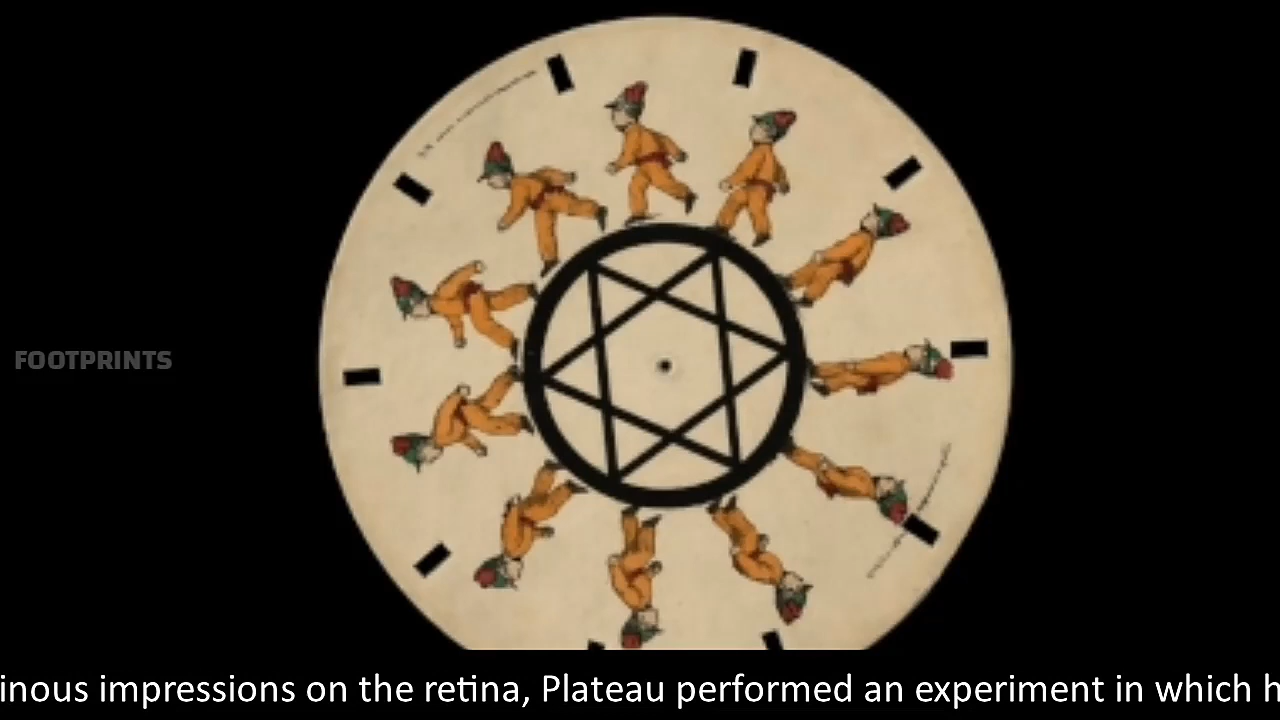 FOOTPRINTS
inous impressions on the retina, Plateau performed an experiment in which h